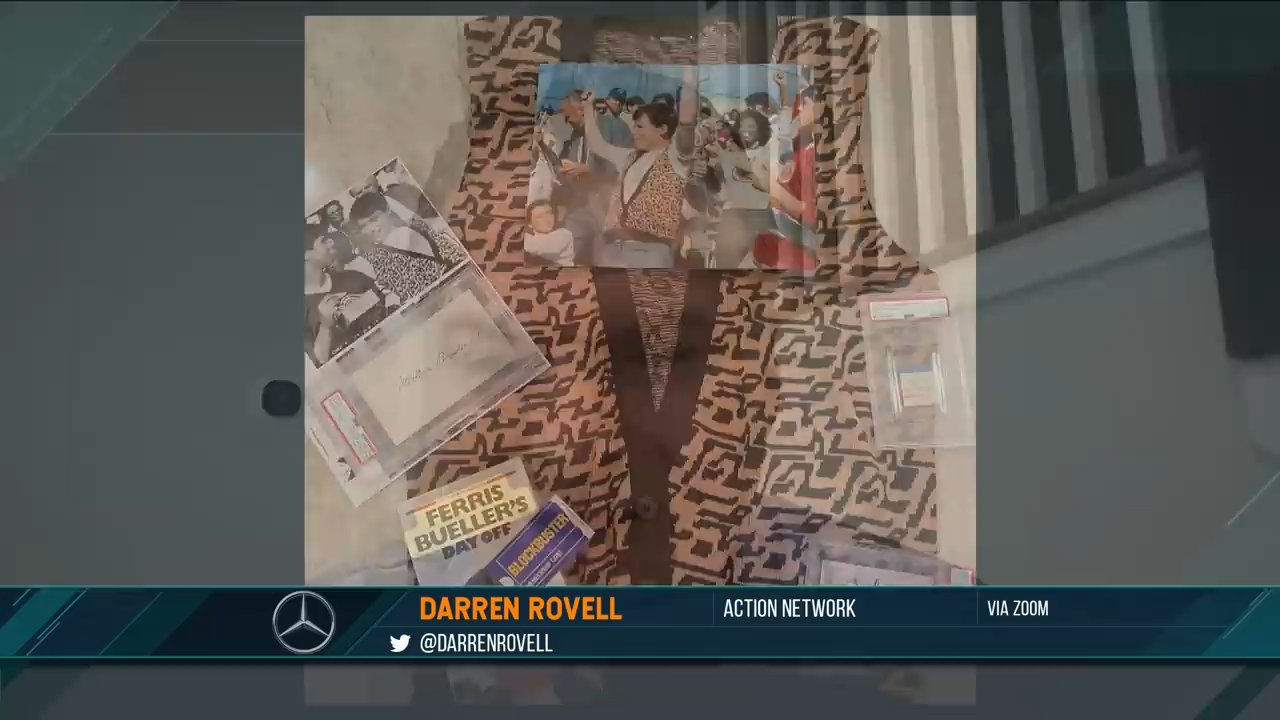 FERRIS
BUELLER'S
DAY OFF
BLOCKBUSTER
DARREN ROVELL
ACTION NETWORK
VIA ZOOM
@DARRENROVELL